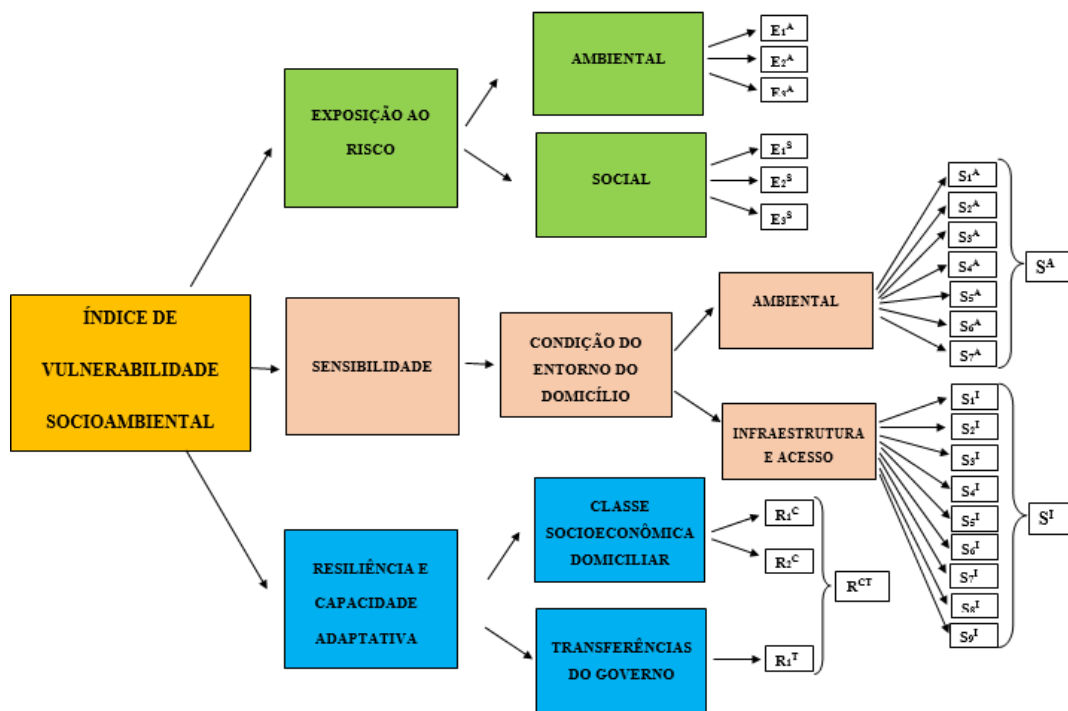 ÍNDICE DE
VULNERABILIDADE
SOCIOAMBIENTAL
EXPOSIÇÃO AO
RISCO
AMBIENTAL
E₁ᴬ
E₂ᴬ
E₃ᴬ
SOCIAL
E₁ˢ
E₂ˢ
E₃ˢ
SENSIBILIDADE
CONDIÇÃO DO
ENTORNO DO
DOMICÍLIO
AMBIENTAL
S₁ᴬ
S₂ᴬ
S₃ᴬ
S₄ᴬ
S₅ᴬ
S₆ᴬ
S₇ᴬ
Sᴬ
INFRAESTRUTURA
E ACESSO
S₁ᴵ
S₂ᴵ
S₃ᴵ
S₄ᴵ
S₅ᴵ
S₆ᴵ
S₇ᴵ
S₈ᴵ
S₉ᴵ
Sᴵ
RESILIÊNCIA E
CAPACIDADE
ADAPTATIVA
CLASSE
SOCIOECONÔMICA
DOMICILIAR
R₁ᶜ
R₂ᶜ
TRANSFERÊNCIAS
DO GOVERNO
R₁ᵀ
Rᶜᵀ